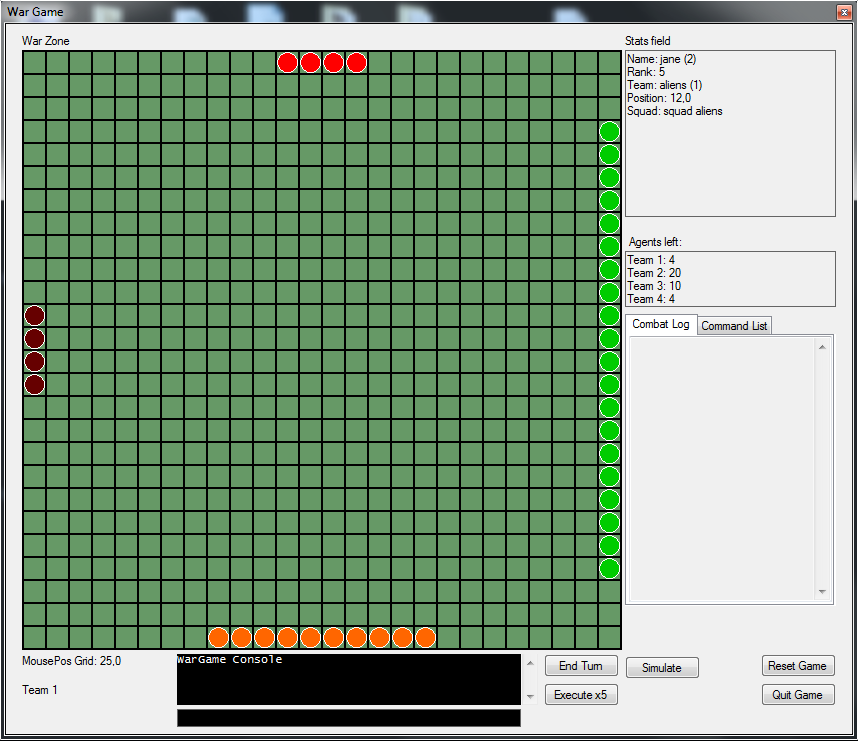 War Game
War Zone
Stats field
Name: jane (2)
Rank: 5
Team: aliens (1)
Position: 12,0
Squad: squad aliens
Agents left:
Team 1: 4
Team 2: 20
Team 3: 10
Team 4: 4
Combat Log
Command List
MousePos Grid: 25,0
Team 1
WarGame Console
End Turn
Simulate
Reset Game
Execute x5
Quit Game